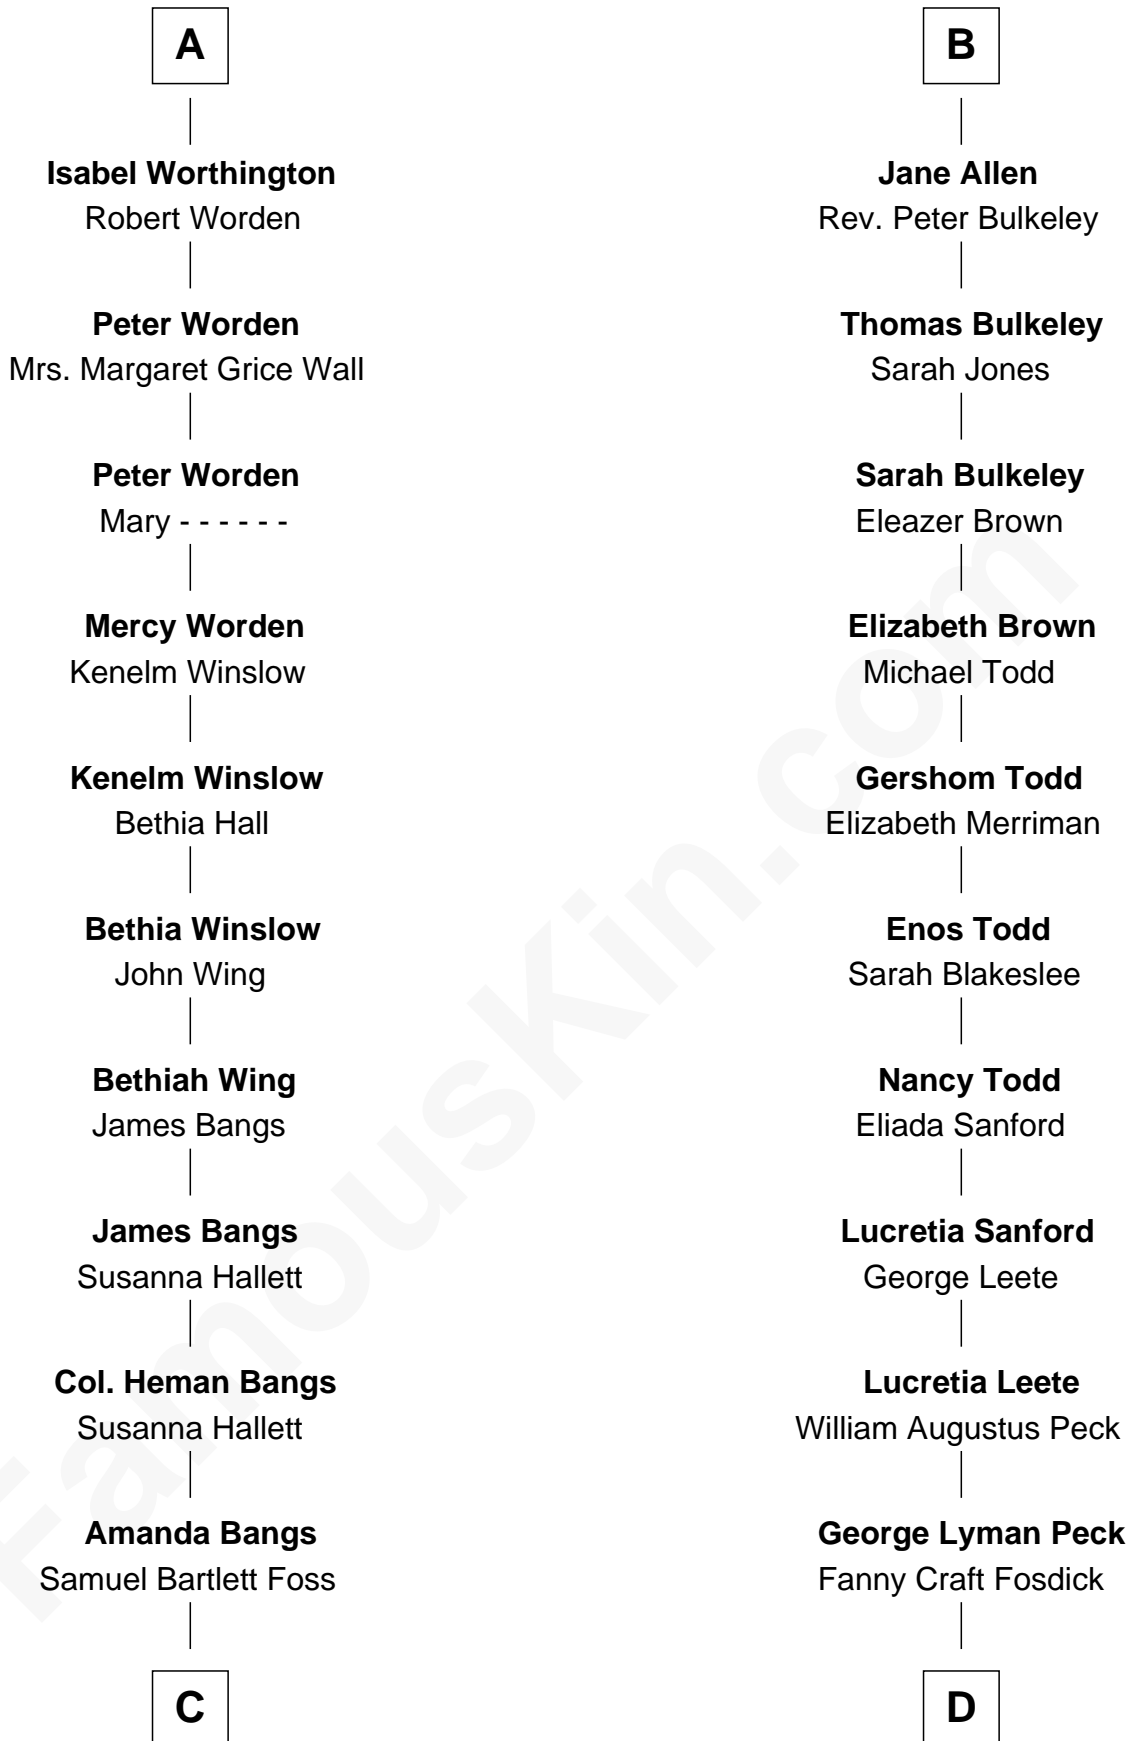 A
Isabel Worthington
Robert Worden
Peter Worden
Mrs. Margaret Grice Wall
Peter Worden
Mary - - - - - -
Mercy Worden
Kenelm Winslow
Kenelm Winslow
Bethia Hall
Bethia Winslow
John Wing
Bethiah Wing
James Bangs
James Bangs
Susanna Hallett
Col. Heman Bangs
Susanna Hallett
Amanda Bangs
Samuel Bartlett Foss
C
B
Jane Allen
Rev. Peter Bulkeley
Thomas Bulkeley
Sarah Jones
Sarah Bulkeley
Eleazer Brown
Elizabeth Brown
Michael Todd
Gershom Todd
Elizabeth Merriman
Enos Todd
Sarah Blakeslee
Nancy Todd
Eliada Sanford
Lucretia Sanford
George Leete
Lucretia Leete
William Augustus Peck
George Lyman Peck
Fanny Craft Fosdick
D
FamousKin.com